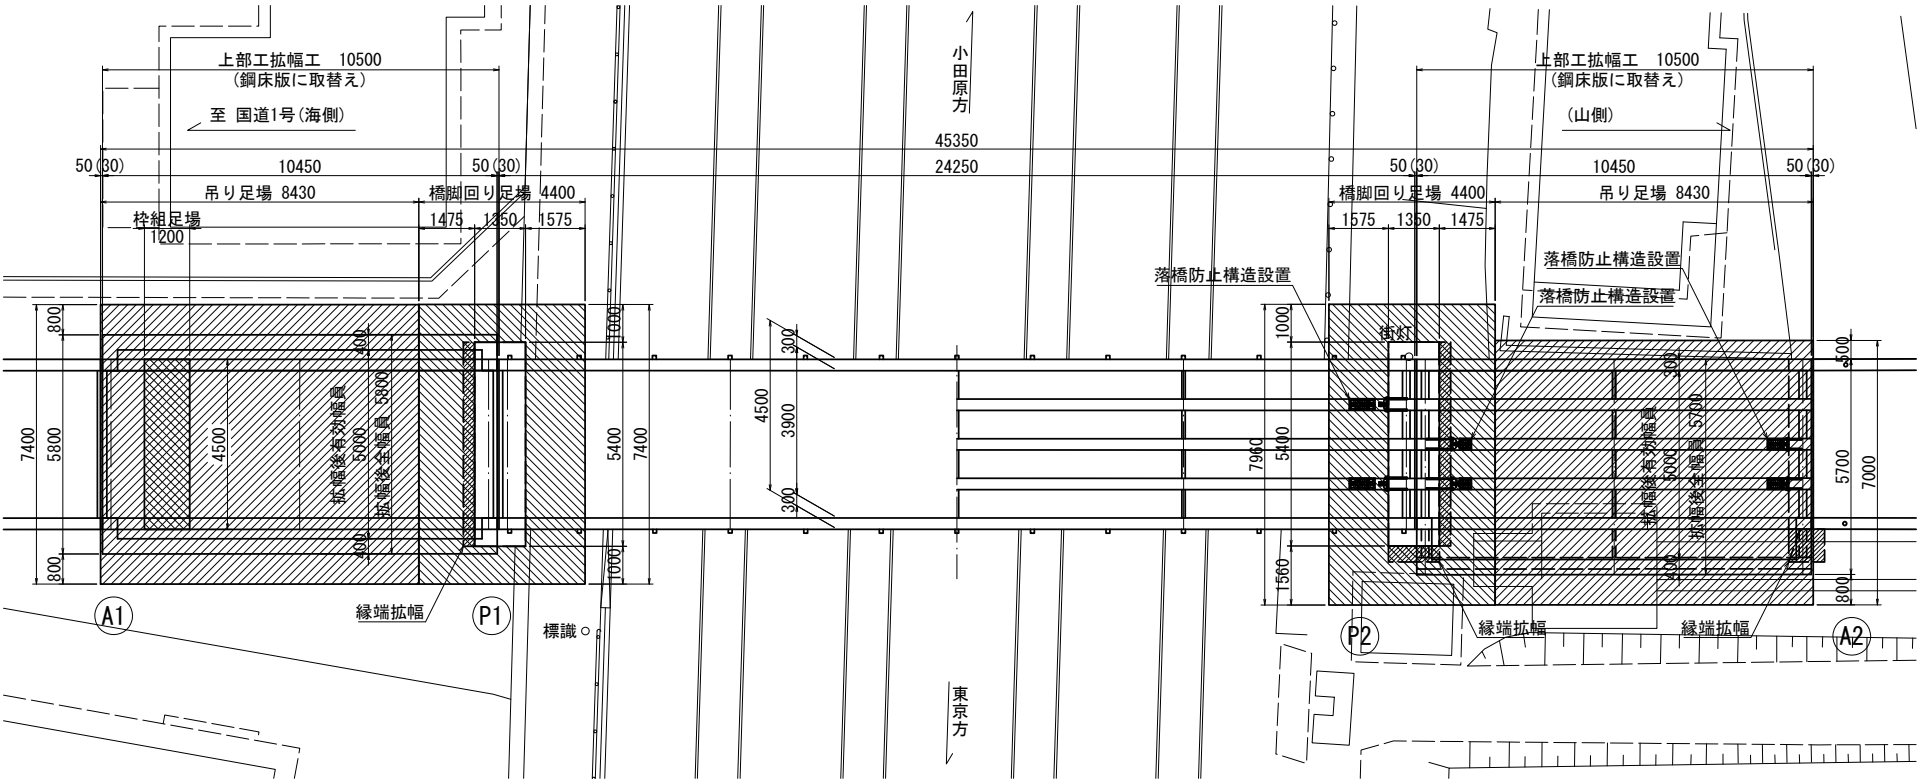 上部工拡幅工 10500
(鋼床版に取替え)
至 国道1号(海側)
小田原方
上部工拡幅工 10500
(鋼床版に取替え)
(山側)
45350
50(30)
10450
50(30)
24250
50(30)
10450
50(30)
吊り足場 8430
橋脚回り足場 4400
橋脚回り足場 4400
吊り足場 8430
枠組足場
1200
1475
1350
1575
1575
1350
1475
落橋防止構造設置
落橋防止構造設置
落橋防止構造設置
街灯
800
5800
7400
800
4500
拡幅後有効幅員
5000
拡幅後全幅員 5800
400
400
1000
5400
7400
1000
4500
300
3900
300
1000
5400
7960
1560
300
拡幅後有効幅員
5000
拡幅後全幅員 5700
400
500
5700
7000
800
A1
縁端拡幅
P1
標識
東京方
P2
縁端拡幅
縁端拡幅
A2